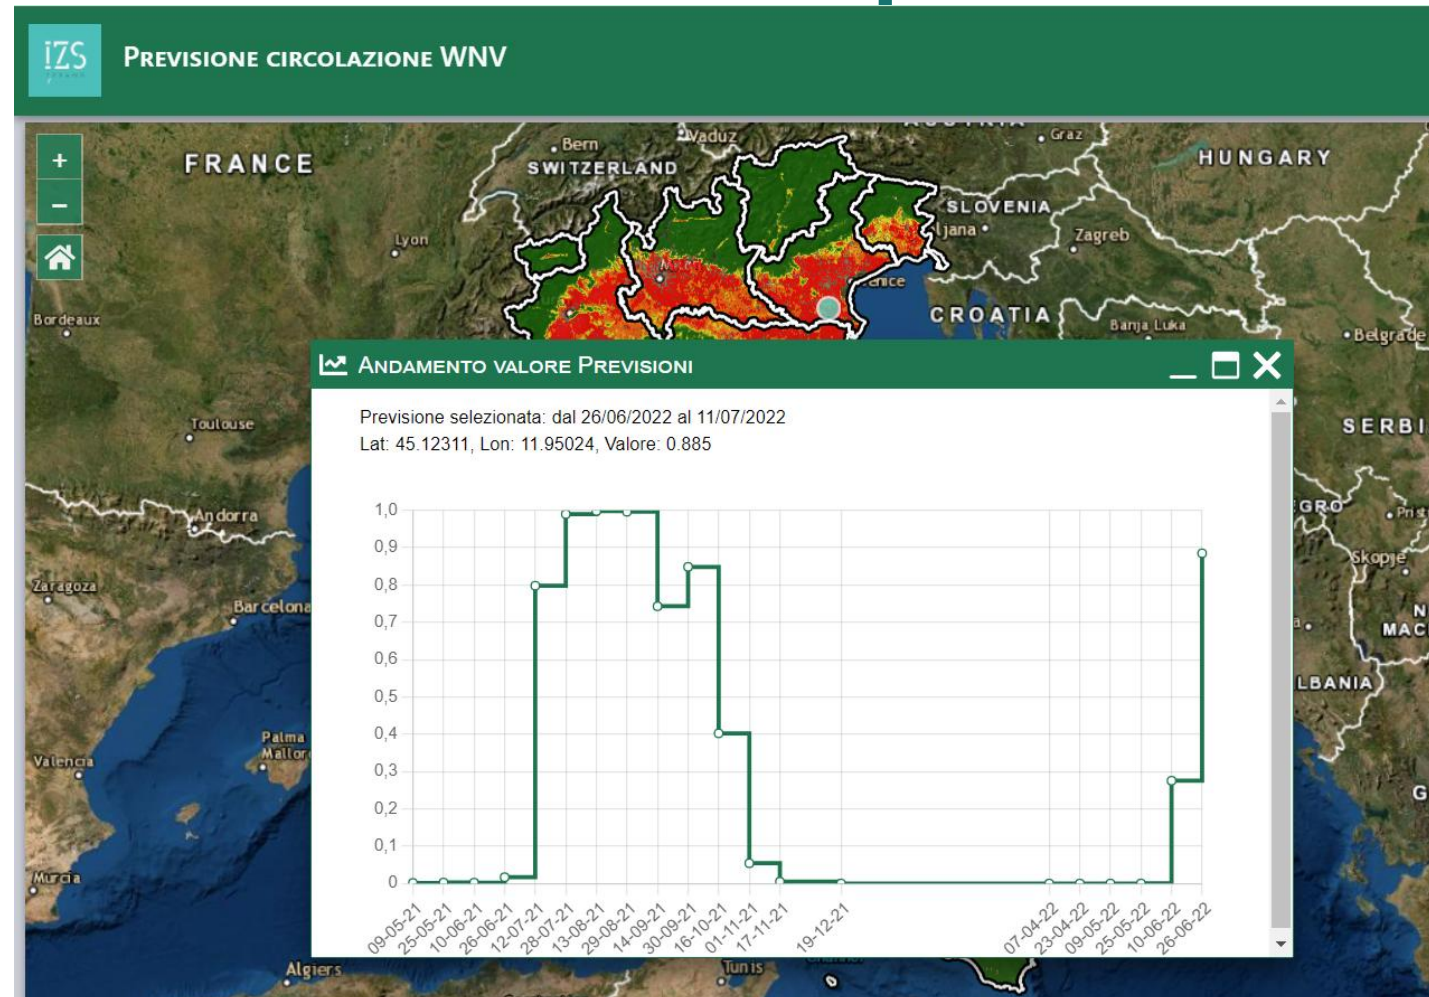 IZS
PREVISIONE CIRCOLAZIONE WNV
+
−
FRANCE
Bern
Vaduz
SWITZERLAND
Graz
HUNGARY
SLOVENIA
Lyon
ljana
Zagreb
enice
Bordeaux
CROATIA
Banja Luka
Belgrade
ANDAMENTO VALORE PREVISIONI
Previsione selezionata: dal 26/06/2022 al 11/07/2022
Lat: 45.12311, Lon: 11.95024, Valore: 0.885
Toulouse
SERBI
Andorra
GRO
Prist
Skopje
Zaragoza
Barcelona
N
MAC
LBANIA
Palma
Mallor
Valencia
G
Murcia
1,0
0,9
0,8
0,7
0,6
0,5
0,4
0,3
0,2
0,1
0
09-05-21
25-05-21
10-06-21
26-06-21
12-07-21
28-07-21
13-08-21
29-08-21
14-09-21
30-09-21
16-10-21
01-11-21
17-11-21
19-12-21
07-04-22
23-04-22
09-05-22
25-05-22
10-06-22
26-06-22
Algiers
Tunis
Channel